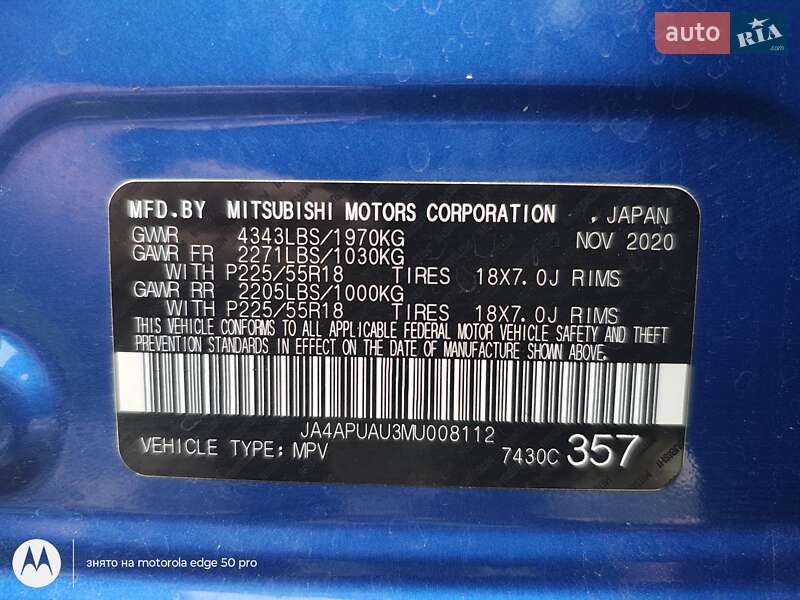 auto RIA.com
MFD.BY MITSUBISHI MOTORS CORPORATION . JAPAN
GVWR 4343LBS/1970KG NOV 2020
GAWR FR 2271LBS/1030KG
WITH P225/55R18 TIRES 18X7.0J RIMS
GAWR RR 2205LBS/1000KG
WITH P225/55R18 TIRES 18X7.0J RIMS
THIS VEHICLE CONFORMS TO ALL APPLICABLE FEDERAL MOTOR VEHICLE SAFETY AND THEFT
PREVENTION STANDARDS IN EFFECT ON THE DATE OF MANUFACTURE SHOWN ABOVE.
JA4APUAU3MU008112
VEHICLE TYPE: MPV 7430C 357
знято на motorola edge 50 pro